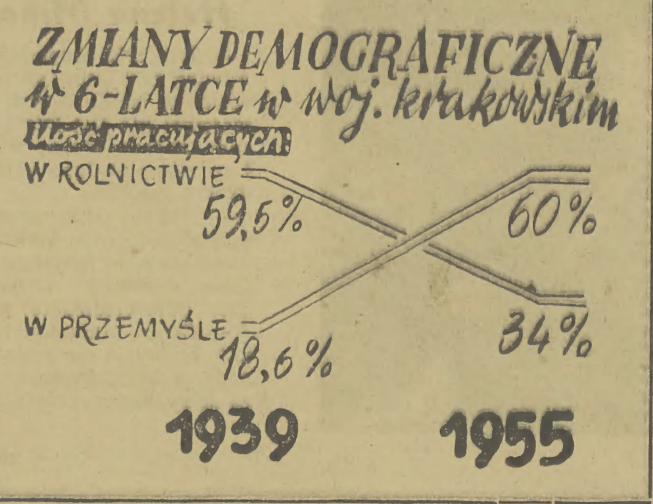 ZMIANY DEMOGRAFICZNE
w 6-LATCE w woj. krakowskim
Ilość pracujących:
W ROLNICTWIE
59,5% 60%
W PRZEMYŚLE
18,6% 34%
1939 1955